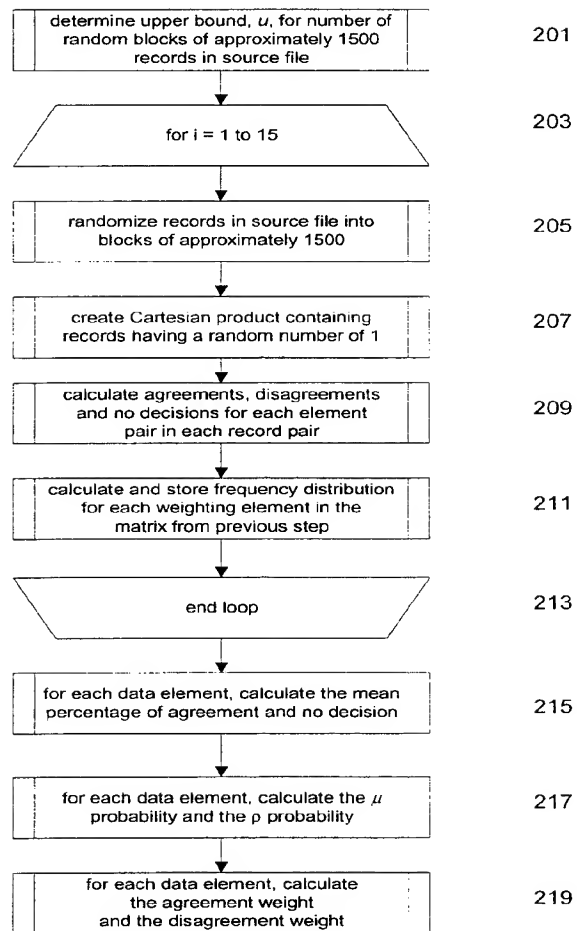 determine upper bound, u, for number of
random blocks of approximately 1500
records in source file
201
for i = 1 to 15
203
randomize records in source file into
blocks of approximately 1500
205
create Cartesian product containing
records having a random number of 1
207
calculate agreements, disagreements
and no decisions for each element
pair in each record pair
209
calculate and store frequency distribution
for each weighting element in the
matrix from previous step
211
end loop
213
for each data element, calculate the mean
percentage of agreement and no decision
215
for each data element, calculate the μ
probability and the ρ probability
217
for each data element, calculate
the agreement weight
and the disagreement weight
219